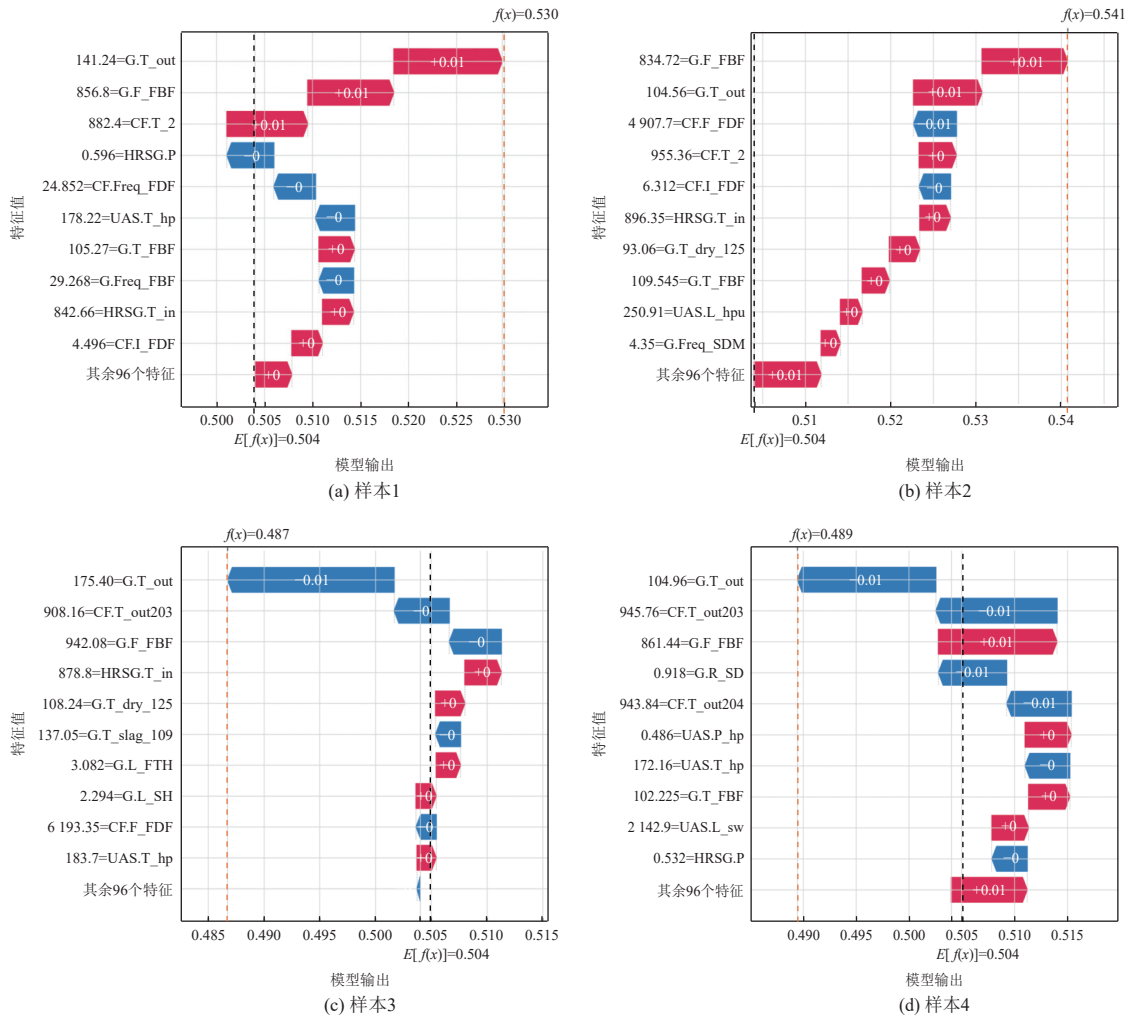 f(x)=0.530
141.24=G.T_out
+0.01
856.8=G.F_FBF
+0.01
882.4=CF.T_2
+0.01
0.596=HRSG.P
−0
24.852=CF.Freq_FDF
−0
178.22=UAS.T_hp
−0
105.27=G.T_FBF
+0
29.268=G.Freq_FBF
−0
842.66=HRSG.T_in
+0
4.496=CF.I_FDF
+0
其余96个特征
+0
特征值
0.500 0.505 0.510 0.515 0.520 0.525 0.530
E[ f(x)]=0.504
模型输出
(a) 样本1
f(x)=0.541
834.72=G.F_FBF
+0.01
104.56=G.T_out
+0.01
4 907.7=CF.F_FDF
−0.01
955.36=CF.T_2
+0
6.312=CF.I_FDF
−0
896.35=HRSG.T_in
+0
93.06=G.T_dry_125
+0
109.545=G.T_FBF
+0
250.91=UAS.L_hpu
+0
4.35=G.Freq_SDM
+0
其余96个特征
+0.01
特征值
0.51 0.52 0.53 0.54
E[ f(x)]=0.504
模型输出
(b) 样本2
f(x)=0.487
175.40=G.T_out
−0.01
908.16=CF.T_out203
−0
942.08=G.F_FBF
−0
878.8=HRSG.T_in
+0
108.24=G.T_dry_125
+0
137.05=G.T_slag_109
−0
3.082=G.L_FTH
+0
2.294=G.L_SH
+0
6 193.35=CF.F_FDF
−0
183.7=UAS.T_hp
+0
其余96个特征
特征值
0.485 0.490 0.495 0.500 0.505 0.510 0.515
E[ f(x)]=0.504
模型输出
(c) 样本3
f(x)=0.489
104.96=G.T_out
−0.01
945.76=CF.T_out203
−0.01
861.44=G.F_FBF
+0.01
0.918=G.R_SD
−0.01
943.84=CF.T_out204
−0.01
0.486=UAS.P_hp
+0
172.16=UAS.T_hp
−0
102.225=G.T_FBF
+0
2 142.9=UAS.L_sw
+0
0.532=HRSG.P
−0
其余96个特征
+0.01
特征值
0.490 0.495 0.500 0.505 0.510 0.515
E[ f(x)]=0.504
模型输出
(d) 样本4